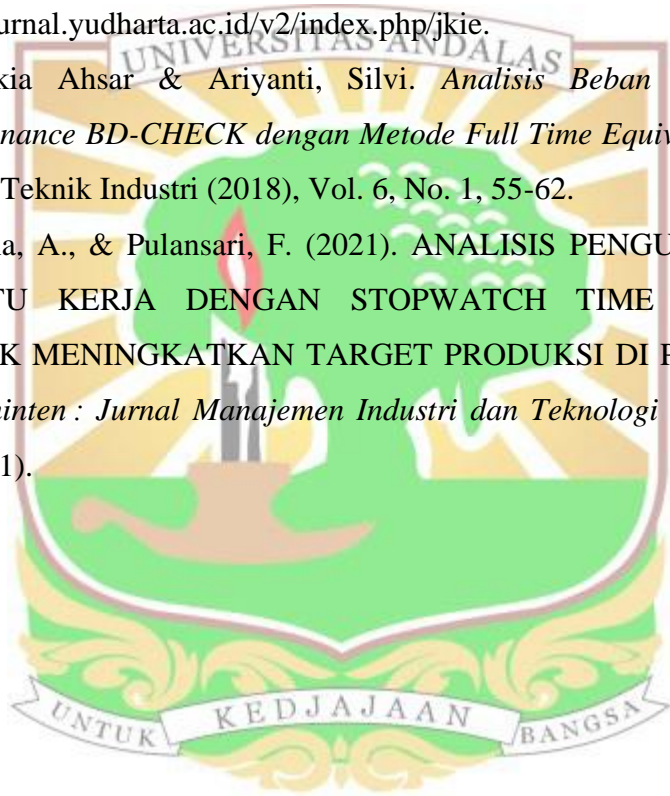 urnal.yudharta.ac.id/v2/index.php/jkie.
UNIVERSITAS ANDALAS
kia Ahsar & Ariyanti, Silvi. Analisis Beban
nance BD-CHECK dengan Metode Full Time Equiv
Teknik Industri (2018), Vol. 6, No. 1, 55-62.
a, A., & Pulansari, F. (2021). ANALISIS PENGU
TU KERJA DENGAN STOPWATCH TIME
K MENINGKATKAN TARGET PRODUKSI DI P
inten : Jurnal Manajemen Industri dan Teknologi
1).
UNTUK KEDJAJAAN BANGSA